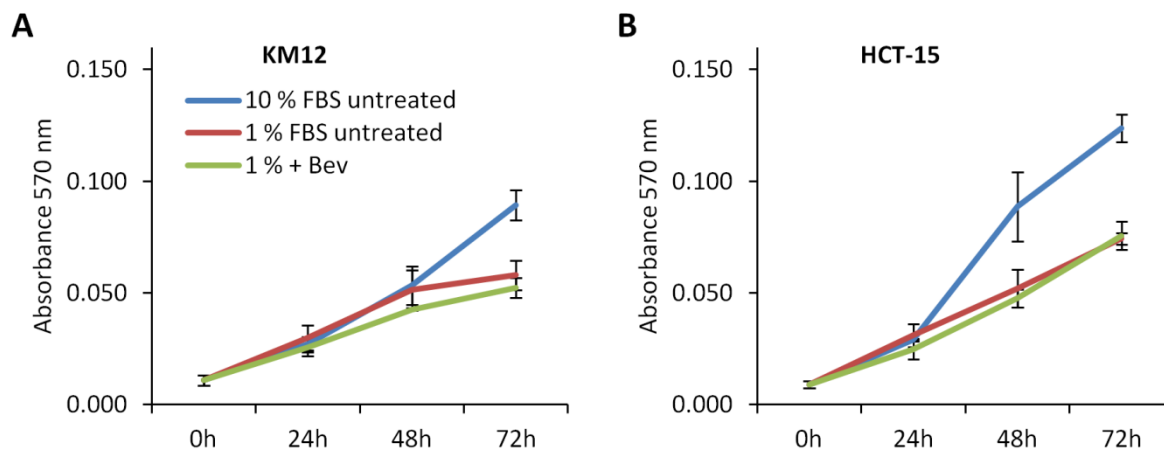 A
KM12
Absorbance 570 nm
0.150
0.100
0.050
0.000
10 % FBS untreated
1 % FBS untreated
1 % + Bev
0h
24h
48h
72h
B
HCT-15
Absorbance 570 nm
0.150
0.100
0.050
0.000
0h
24h
48h
72h